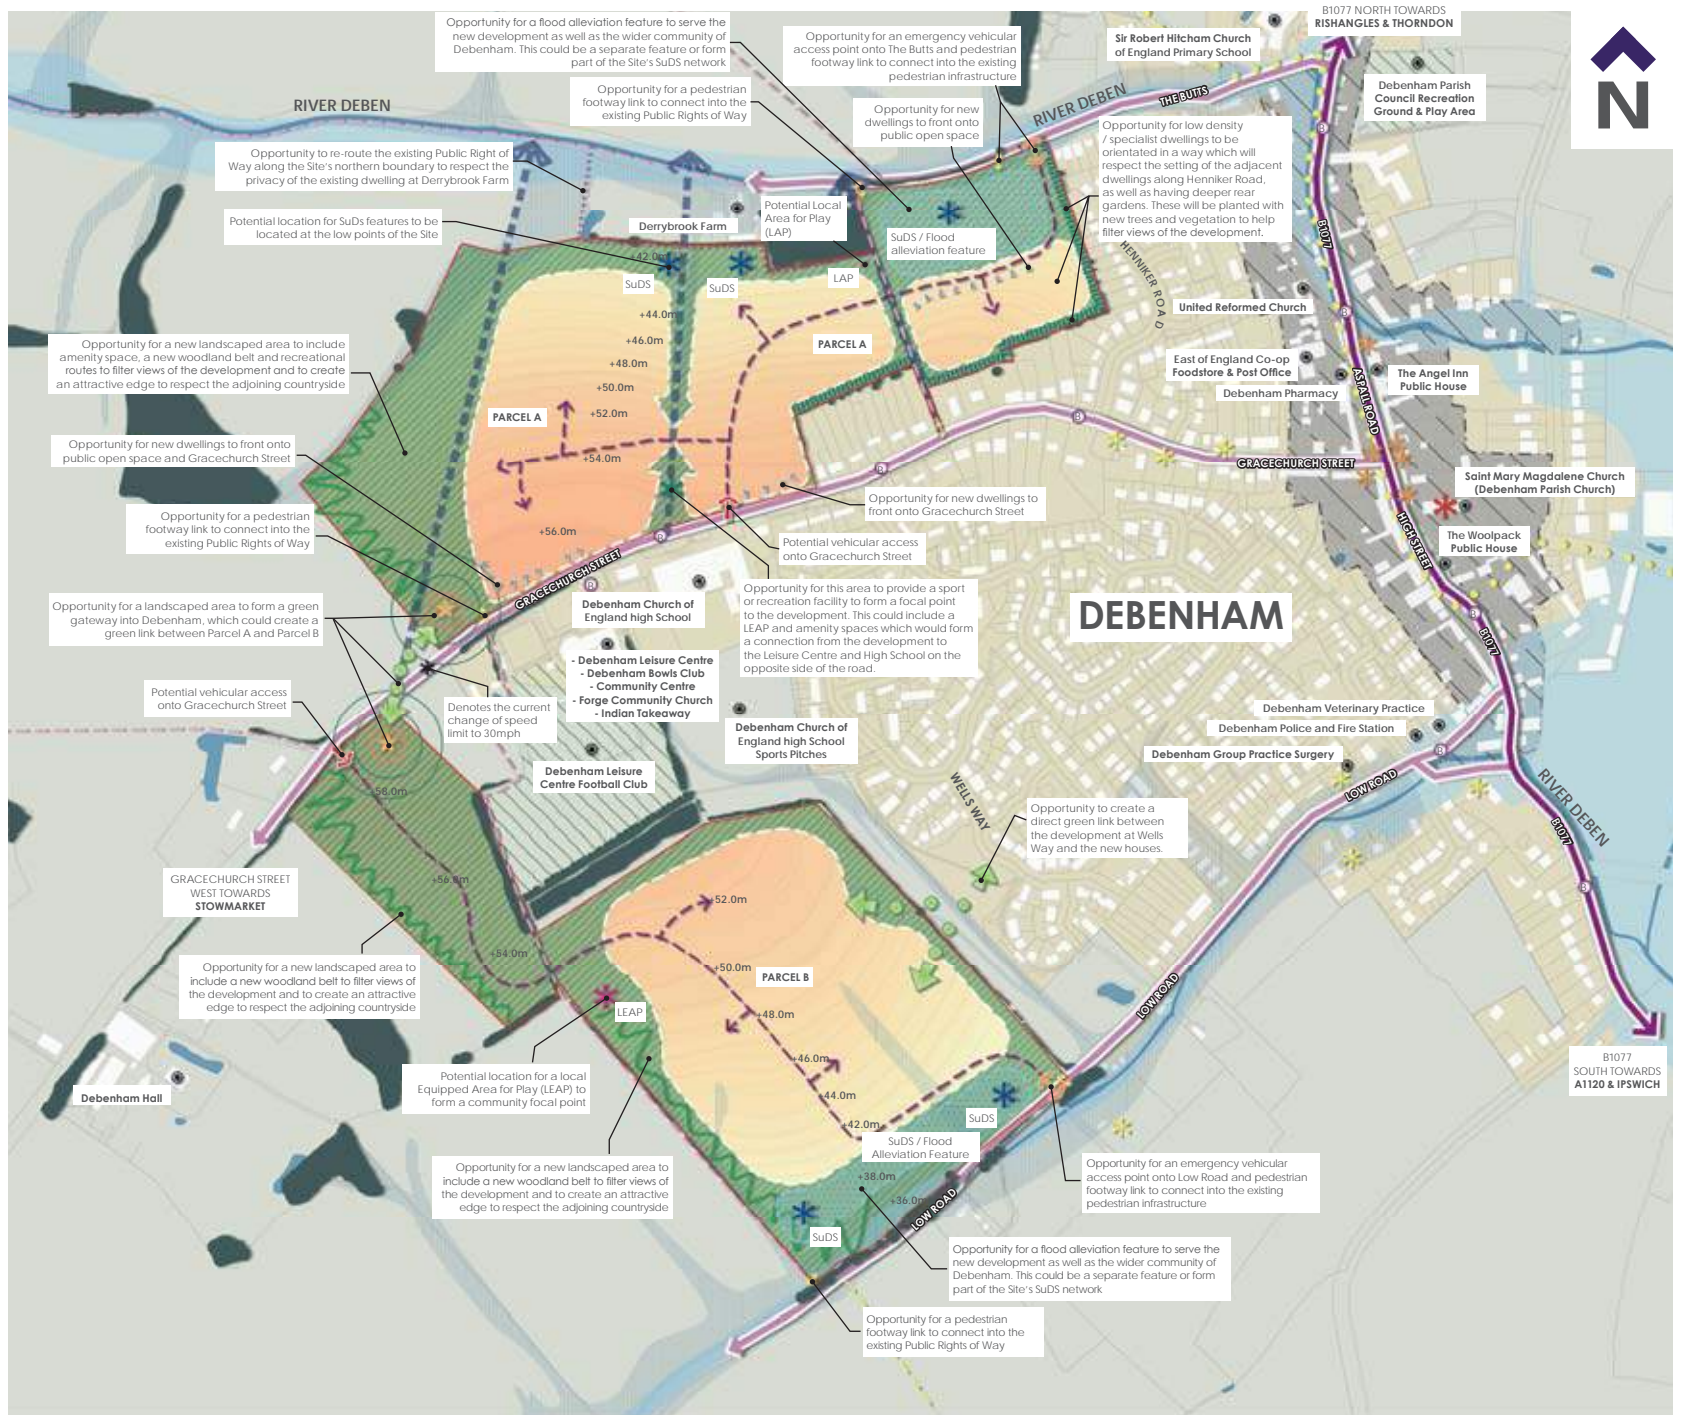 Opportunity for a flood alleviation feature to serve the
new development as well as the wider community of
Debenham. This could be a separate feature or form
part of the Site's SuDS network
Opportunity for an emergency vehicular
access point onto The Butts and pedestrian
footway link to connect into the existing
pedestrian infrastructure
Sir Robert Hitcham Church
of England Primary School
B1077 NORTH TOWARDS
RISHANGLES & THORNDON
N
Debenham Parish
Council Recreation
Ground & Play Area
Opportunity for a pedestrian
footway link to connect into the
existing Public Rights of Way
RIVER DEBEN
RIVER DEBEN
THE BUTTS
Opportunity for new
dwellings to front onto
public open space
Opportunity for low density
/ specialist dwellings to be
orientated in a way which will
respect the setting of the adjacent
dwellings along Henniker Road,
as well as having deeper rear
gardens. These will be planted with
new trees and vegetation to help
filter views of the development.
Opportunity to re-route the existing Public Right of
Way along the Site's northern boundary to respect the
privacy of the existing dwelling at Derrybrook Farm
Potential location for SuDs features to be
located at the low points of the Site
Derrybrook Farm
Potential Local
Area for Play
(LAP)
SuDS / Flood
alleviation feature
B1077
HENNIKER ROAD
+42.0m
SuDS
SuDS
LAP
+44.0m
+46.0m
+48.0m
+50.0m
+52.0m
+54.0m
+56.0m
PARCEL A
PARCEL A
United Reformed Church
East of England Co-op
Foodstore & Post Office
Debenham Pharmacy
The Angel Inn
Public House
ASPALL ROAD
Opportunity for a new landscaped area to include
amenity space, a new woodland belt and recreational
routes to filter views of the development and to create
an attractive edge to respect the adjoining countryside
Opportunity for new dwellings to front onto
public open space and Gracechurch Street
GRACECHURCH STREET
Saint Mary Magdalene Church
(Debenham Parish Church)
Opportunity for new dwellings to
front onto Gracechurch Street
Opportunity for a pedestrian
footway link to connect into the
existing Public Rights of Way
Potential vehicular access
onto Gracechurch Street
HIGH STREET
The Woolpack
Public House
GRACECHURCH STREET
Opportunity for this area to provide a sport
or recreation facility to form a focal point
to the development. This could include a
LEAP and amenity spaces which would form
a connection from the development to
the Leisure Centre and High School on the
opposite side of the road.
Opportunity for a landscaped area to form a green
gateway into Debenham, which could create a
green link between Parcel A and Parcel B
Debenham Church of
England high School
DEBENHAM
B1077
- Debenham Leisure Centre
- Debenham Bowls Club
- Community Centre
- Forge Community Church
- Indian Takeaway
Potential vehicular access
onto Gracechurch Street
Denotes the current
change of speed
limit to 30mph
Debenham Church of
England high School
Sports Pitches
Debenham Veterinary Practice
Debenham Police and Fire Station
Debenham Group Practice Surgery
Debenham Leisure
Centre Football Club
+58.0m
WELLS WAY
LOW ROAD
RIVER DEBEN
B1077
Opportunity to create a
direct green link between
the development at Wells
Way and the new houses.
GRACECHURCH STREET
WEST TOWARDS
STOWMARKET
+56.0m
+54.0m
+52.0m
+50.0m
PARCEL B
+48.0m
+46.0m
+44.0m
+42.0m
LOW ROAD
Opportunity for a new landscaped area to
include a new woodland belt to filter views of
the development and to create an attractive
edge to respect the adjoining countryside
LEAP
Potential location for a local
Equipped Area for Play (LEAP) to
form a community focal point
Debenham Hall
B1077
SOUTH TOWARDS
A1120 & IPSWICH
SuDS
SuDS / Flood
Alleviation Feature
+38.0m
+36.0m
LOW ROAD
Opportunity for a new landscaped area to
include a new woodland belt to filter views of
the development and to create an attractive
edge to respect the adjoining countryside
Opportunity for an emergency vehicular
access point onto Low Road and pedestrian
footway link to connect into the existing
pedestrian infrastructure
SuDS
Opportunity for a flood alleviation feature to serve the
new development as well as the wider community of
Debenham. This could be a separate feature or form
part of the Site's SuDS network
Opportunity for a pedestrian
footway link to connect into the
existing Public Rights of Way